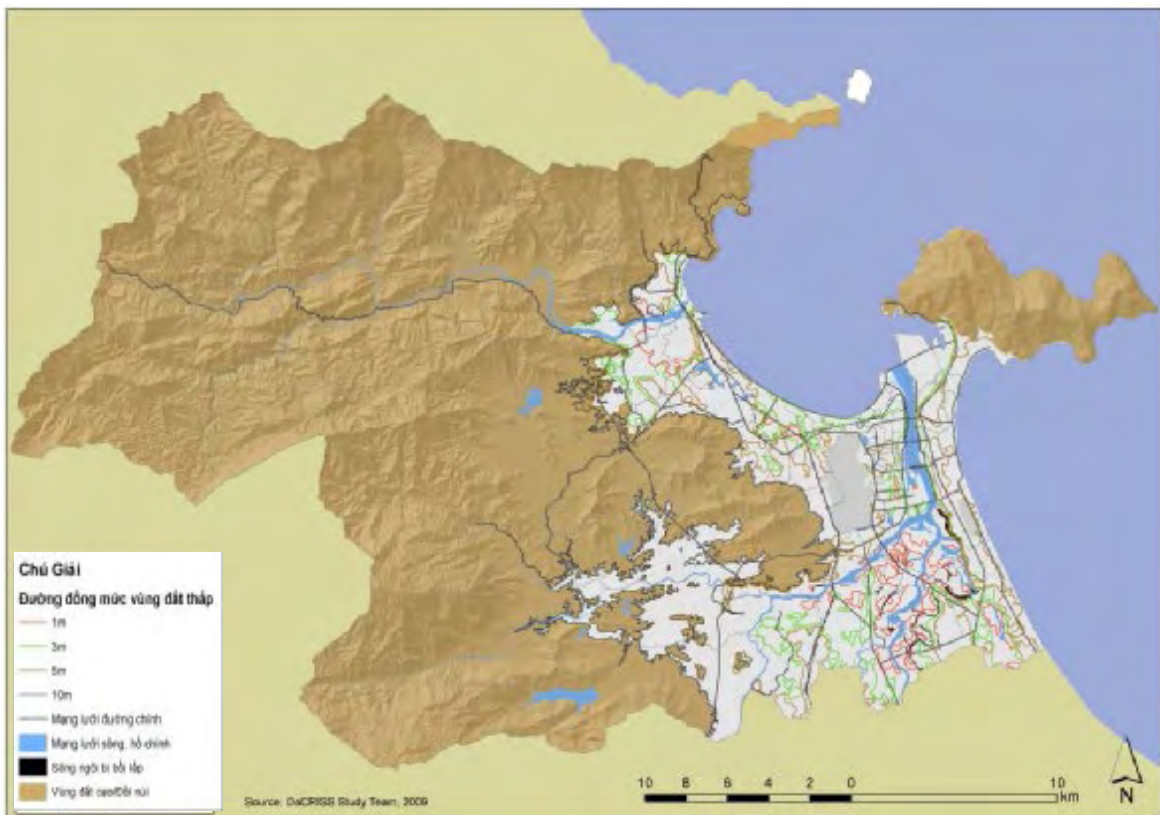 Chú Giải
Đường đồng mức vùng đất thấp
1m
3m
5m
10m
Mạng lưới đường chính
Mạng lưới sông, hồ chính
Sông ngòi bị bồi lấp
Vùng đất cao/Đồi núi
Source: DaCRISS Study Team, 2009
10 8 6 4 2 0 10
km
N